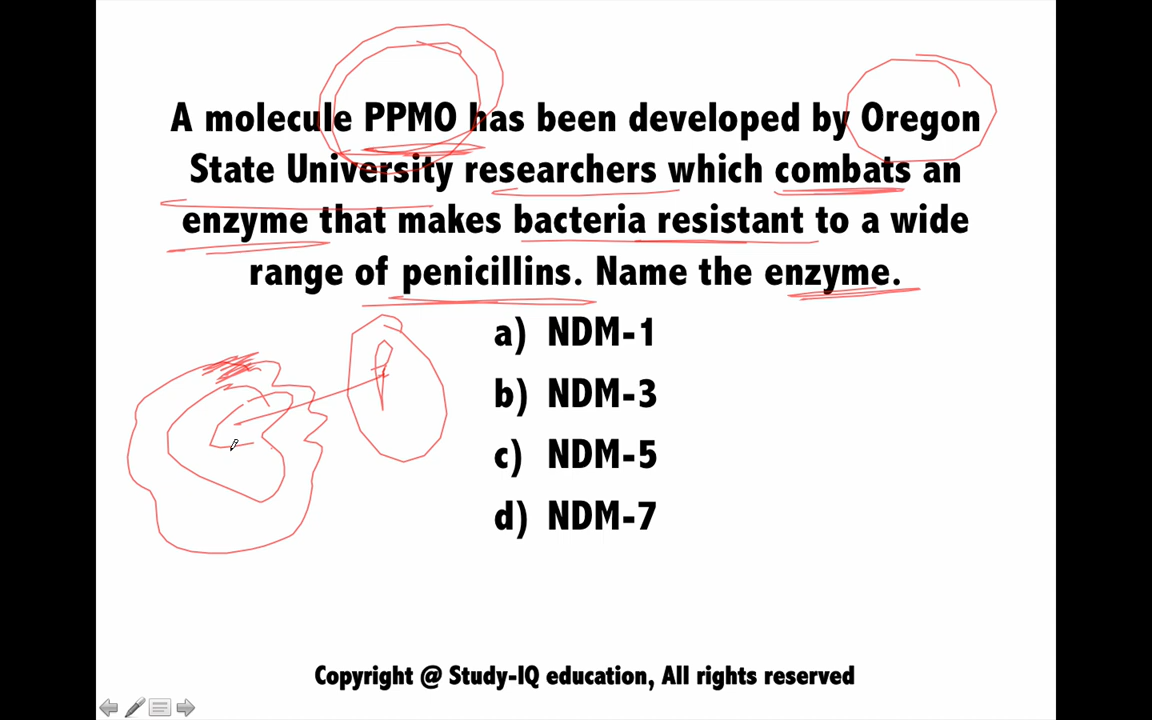 A molecule PPMO has been developed by Oregon
State University researchers which combats an
enzyme that makes bacteria resistant to a wide
range of penicillins. Name the enzyme.
a) NDM-1
b) NDM-3
c) NDM-5
d) NDM-7
Copyright @ Study-IQ education, All rights reserved